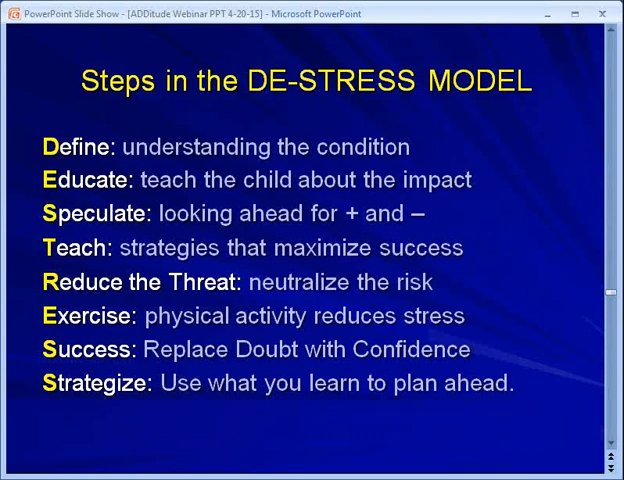 PowerPoint Slide Show - [ADDitude Webinar PPT 4-20-15] - Microsoft PowerPoint
Steps in the DE-STRESS MODEL
Define: understanding the condition
Educate: teach the child about the impact
Speculate: looking ahead for + and –
Teach: strategies that maximize success
Reduce the Threat: neutralize the risk
Exercise: physical activity reduces stress
Success: Replace Doubt with Confidence
Strategize: Use what you learn to plan ahead.